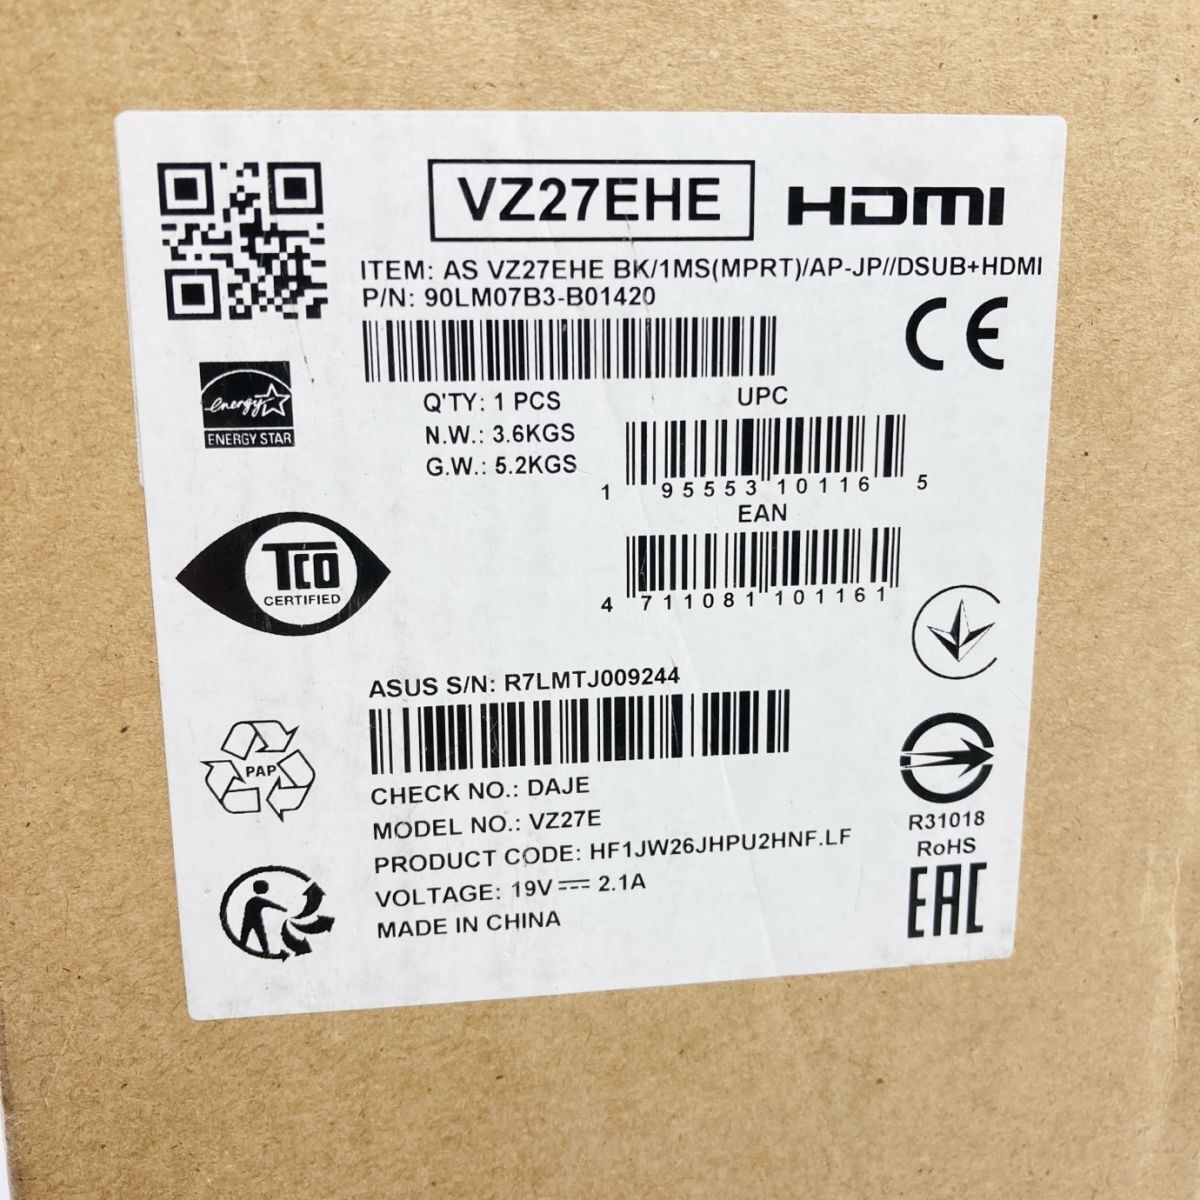 VZ27EHE HDMI
ITEM: AS VZ27EHE BK/1MS(MPRT)/AP-JP//DSUB+HDMI
P/N: 90LM07B3-B01420
CE
energy
ENERGY STAR
Q'TY: 1 PCS
N.W.: 3.6KGS
G.W.: 5.2KGS
UPC
1 95553 10116 5
EAN
4 711081 101161
TCO
CERTIFIED
ASUS S/N: R7LMTJ009244
PAP
CHECK NO.: DAJE
MODEL NO.: VZ27E
PRODUCT CODE: HF1JW26JHPU2HNF.LF
VOLTAGE: 19V⎓ 2.1A
MADE IN CHINA
R31018
RoHS
EAC